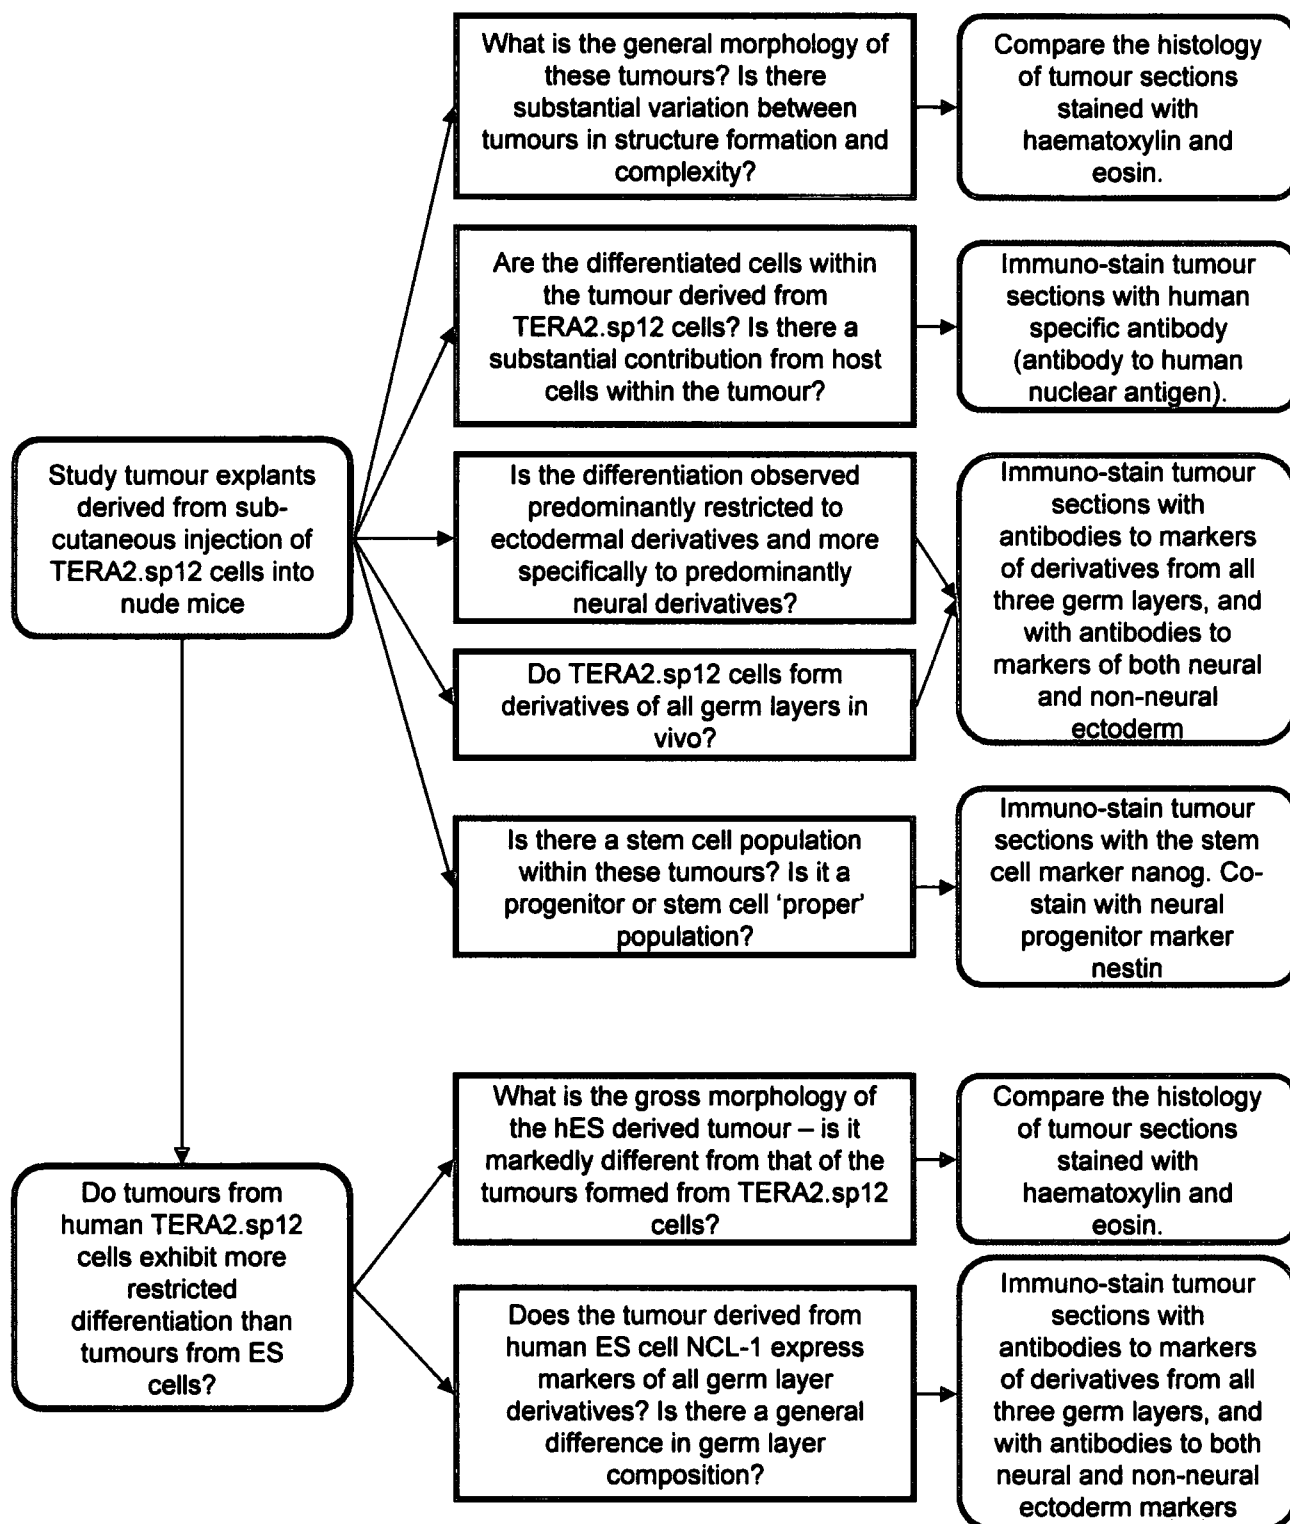 What is the general morphology of
these tumours? Is there
substantial variation between
tumours in structure formation and
complexity?
Compare the histology
of tumour sections
stained with
haematoxylin and
eosin.
Are the differentiated cells within
the tumour derived from
TERA2.sp12 cells? Is there a
substantial contribution from host
cells within the tumour?
Immuno-stain tumour
sections with human
specific antibody
(antibody to human
nuclear antigen).
Study tumour explants
derived from sub-
cutaneous injection of
TERA2.sp12 cells into
nude mice
Is the differentiation observed
predominantly restricted to
ectodermal derivatives and more
specifically to predominantly
neural derivatives?
Immuno-stain tumour
sections with
antibodies to markers
of derivatives from all
three germ layers, and
with antibodies to
markers of both neural
and non-neural
ectoderm
Do TERA2.sp12 cells form
derivatives of all germ layers in
vivo?
Is there a stem cell population
within these tumours? Is it a
progenitor or stem cell ‘proper’
population?
Immuno-stain tumour
sections with the stem
cell marker nanog. Co-
stain with neural
progenitor marker
nestin
Do tumours from
human TERA2.sp12
cells exhibit more
restricted
differentiation than
tumours from ES
cells?
What is the gross morphology of
the hES derived tumour – is it
markedly different from that of the
tumours formed from TERA2.sp12
cells?
Compare the histology
of tumour sections
stained with
haematoxylin and
eosin.
Does the tumour derived from
human ES cell NCL-1 express
markers of all germ layer
derivatives? Is there a general
difference in germ layer
composition?
Immuno-stain tumour
sections with
antibodies to markers
of derivatives from all
three germ layers, and
with antibodies to both
neural and non-neural
ectoderm markers